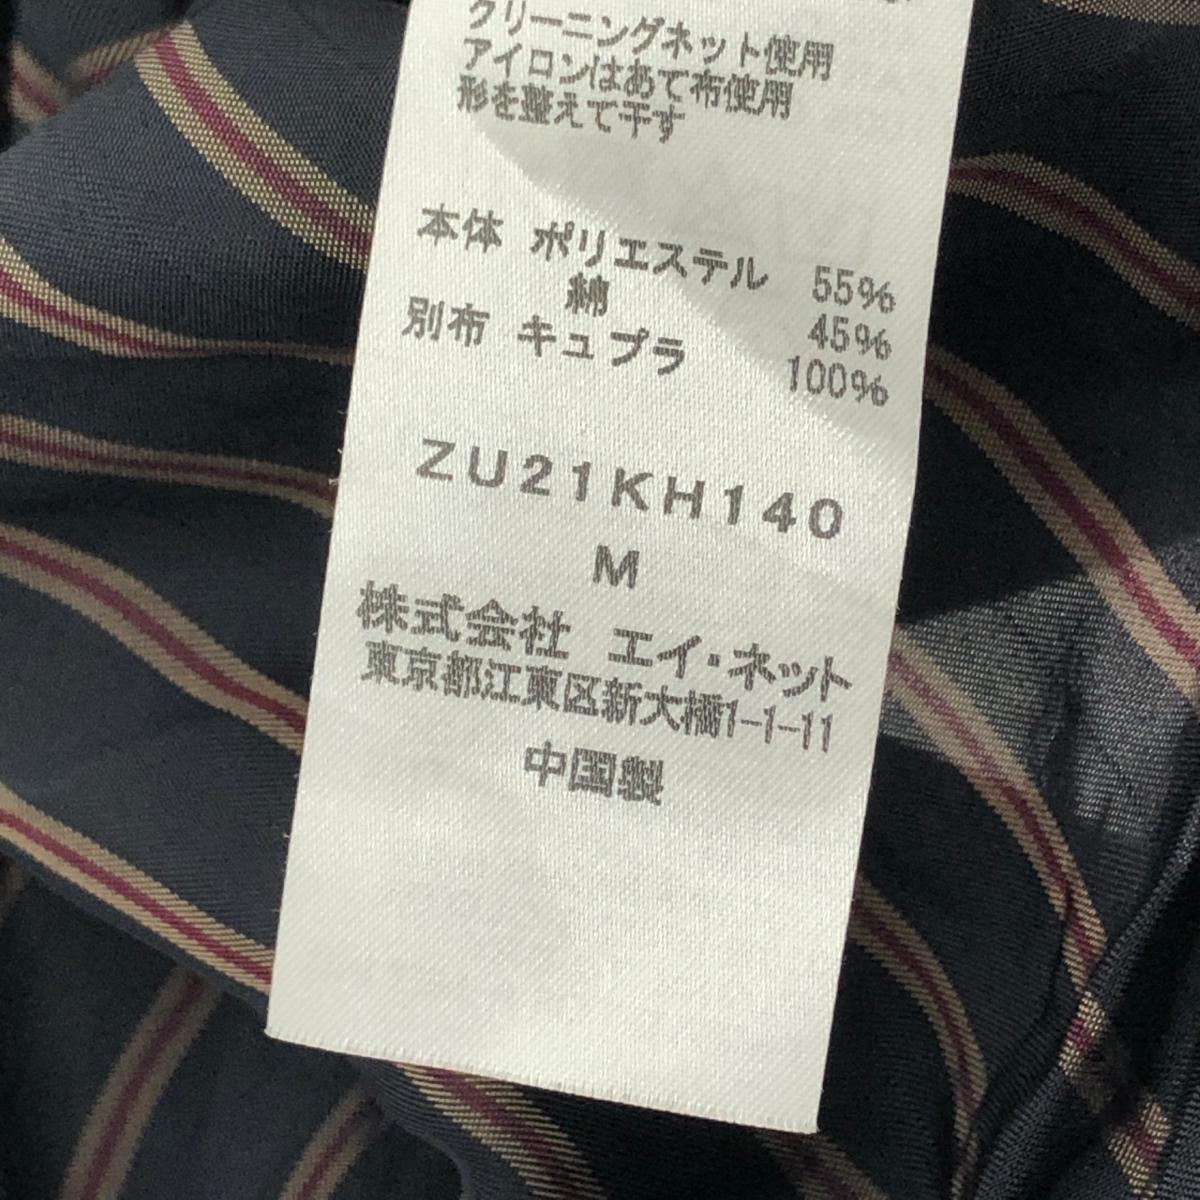 クリーニングネット使用
アイロンはあて布使用
形を整えて干す
本体 ポリエステル 55%
綿 45%
別布 キュプラ 100%
ZU21KH140
M
株式会社 エイ・ネット
東京都江東区新大橋1-1-11
中国製